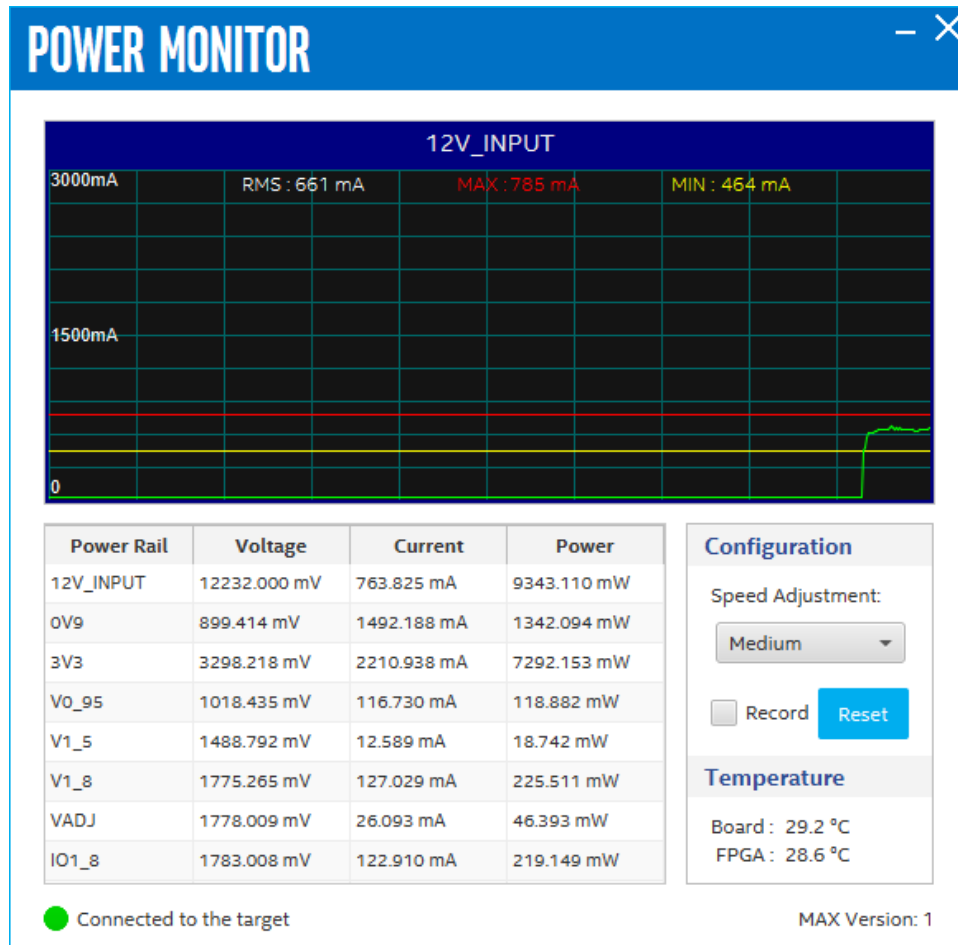 POWER MONITOR
12V_INPUT
3000mA RMS : 661 mA MAX : 785 mA MIN : 464 mA
1500mA
0
Power Rail Voltage Current Power
12V_INPUT 12232.000 mV 763.825 mA 9343.110 mW
0V9 899.414 mV 1492.188 mA 1342.094 mW
3V3 3298.218 mV 2210.938 mA 7292.153 mW
V0_95 1018.435 mV 116.730 mA 118.882 mW
V1_5 1488.792 mV 12.589 mA 18.742 mW
V1_8 1775.265 mV 127.029 mA 225.511 mW
VADJ 1778.009 mV 26.093 mA 46.393 mW
IO1_8 1783.008 mV 122.910 mA 219.149 mW
Configuration
Speed Adjustment:
Medium
Record Reset
Temperature
Board : 29.2 ºC
FPGA : 28.6 ºC
Connected to the target
MAX Version: 1